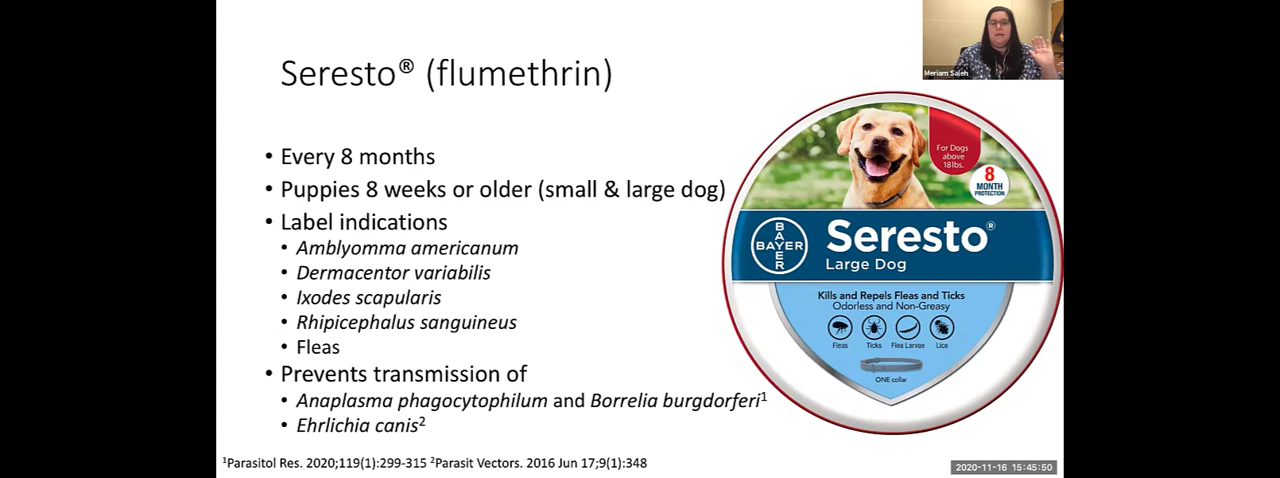 Meriam Saleh
Seresto® (flumethrin)
• Every 8 months
• Puppies 8 weeks or older (small & large dog)
• Label indications
• Amblyomma americanum
• Dermacentor variabilis
• Ixodes scapularis
• Rhipicephalus sanguineus
• Fleas
• Prevents transmission of
• Anaplasma phagocytophilum and Borrelia burgdorferi¹
• Ehrlichia canis²
¹Parasitol Res. 2020;119(1):299-315 ²Parasit Vectors. 2016 Jun 17;9(1):348
For Dogs
above
18lbs.
8
MONTH
PROTECTION
BAYER
BAYER
Seresto®
Large Dog
Kills and Repels Fleas and Ticks
Odorless and Non-Greasy
Fleas Ticks Flea Larvae Lice
ONE collar
2020-11-16 15:45:50